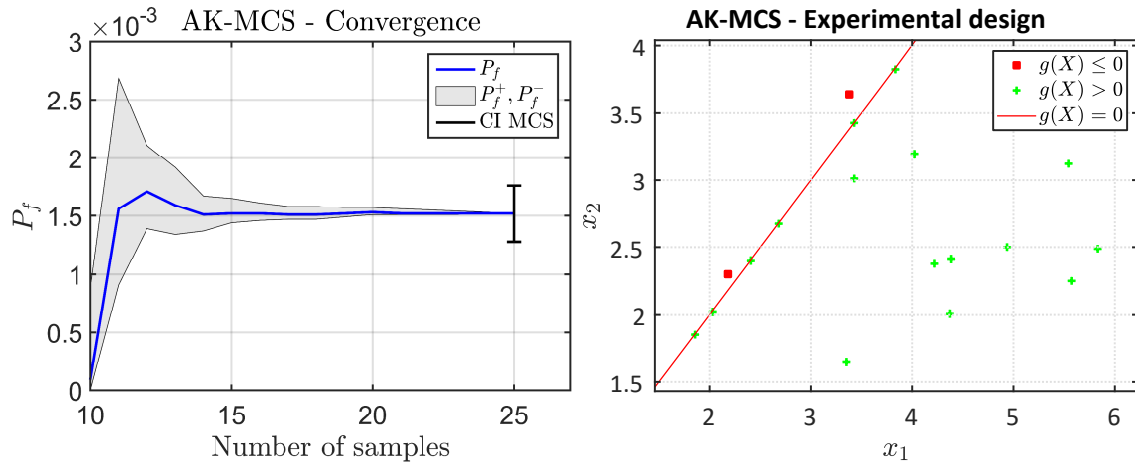 AK-MCS - Convergence
×10⁻³
3
2.5
2
1.5
1
0.5
0
10
15
20
25
P_f
Number of samples
P_f
P_f⁺, P_f⁻
CI MCS
AK-MCS - Experimental design
4
3.5
3
2.5
2
1.5
2
3
4
5
6
x₂
x₁
g(X) ≤ 0
g(X) > 0
g(X) = 0